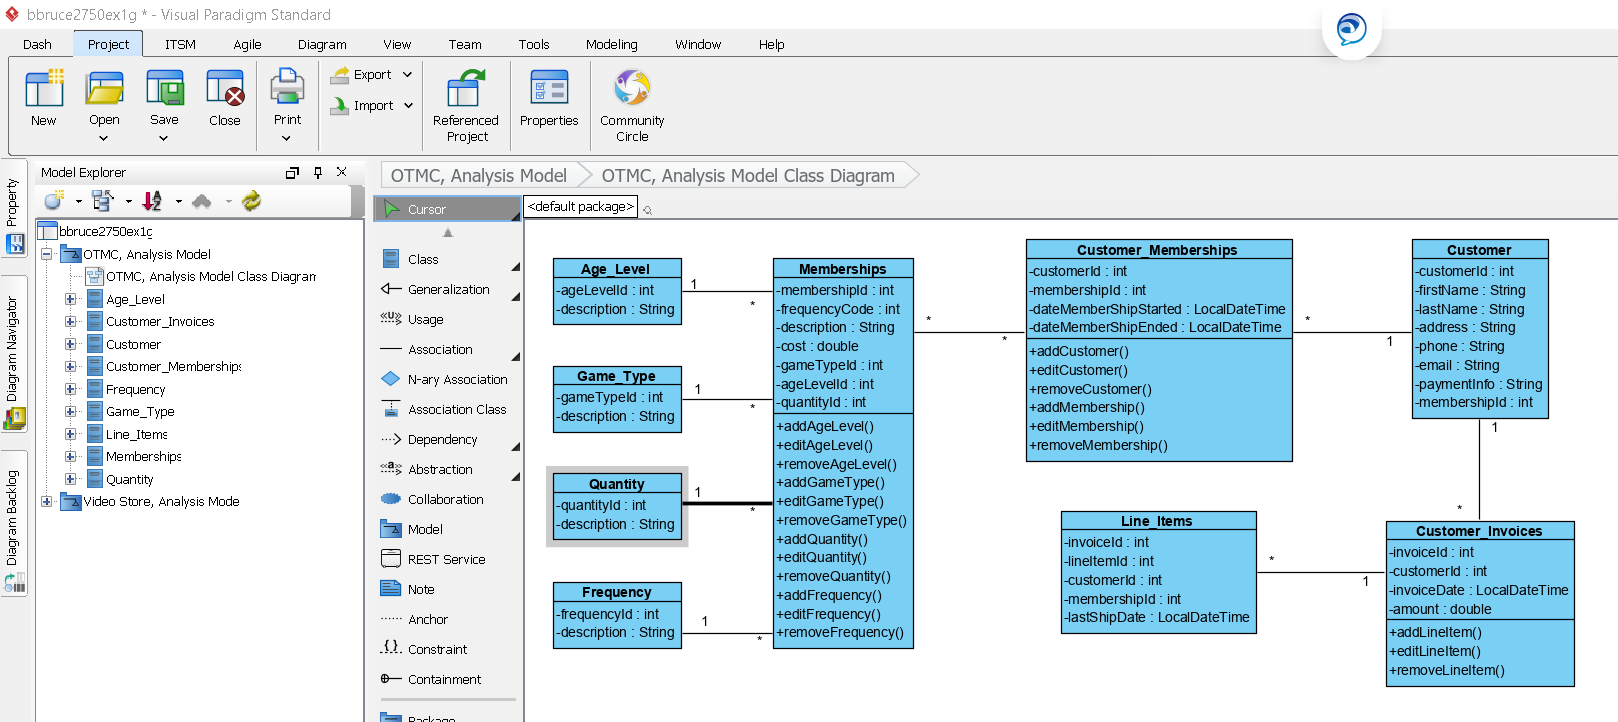 bbruce2750ex1g * - Visual Paradigm Standard
Dash Project ITSM Agile Diagram View Team Tools Modeling Window Help
New
Open
Save
Close
Print
Export
Import
Referenced
Project
Properties
Community
Circle
Property
Diagram Navigator
Diagram Backlog
Model Explorer
bbruce2750ex1g
OTMC, Analysis Model
OTMC, Analysis Model Class Diagram
Age_Level
Customer_Invoices
Customer
Customer_Memberships
Frequency
Game_Type
Line_Items
Memberships
Quantity
Video Store, Analysis Mode
OTMC, Analysis Model
OTMC, Analysis Model Class Diagram
Cursor
<default package>
Class
Generalization
«U» Usage
Association
N-ary Association
Association Class
Dependency
«a» Abstraction
Collaboration
Model
REST Service
Note
Anchor
Constraint
Containment
Package
Age_Level
-ageLevelId : int
-description : String
1
*
Game_Type
-gameTypeId : int
-description : String
1
*
Quantity
-quantityId : int
-description : String
1
*
Frequency
-frequencyId : int
-description : String
1
*
Memberships
-membershipId : int
-frequencyCode : int
-description : String
-cost : double
-gameTypeId : int
-ageLevelId : int
-quantityId : int
+addAgeLevel()
+editAgeLevel()
+removeAgeLevel()
+addGameType()
+editGameType()
+removeGameType()
+addQuantity()
+editQuantity()
+removeQuantity()
+addFrequency()
+editFrequency()
+removeFrequency()
*
*
Customer_Memberships
-customerId : int
-membershipId : int
-dateMemberShipStarted : LocalDateTime
-dateMemberShipEnded : LocalDateTime
+addCustomer()
+editCustomer()
+removeCustomer()
+addMembership()
+editMembership()
+removeMembership()
*
1
Customer
-customerId : int
-firstName : String
-lastName : String
-address : String
-phone : String
-email : String
-paymentInfo : String
-membershipId : int
1
*
Line_Items
-invoiceId : int
-lineItemId : int
-customerId : int
-membershipId : int
-lastShipDate : LocalDateTime
*
1
Customer_Invoices
-invoiceId : int
-customerId : int
-invoiceDate : LocalDateTime
-amount : double
+addLineItem()
+editLineItem()
+removeLineItem()